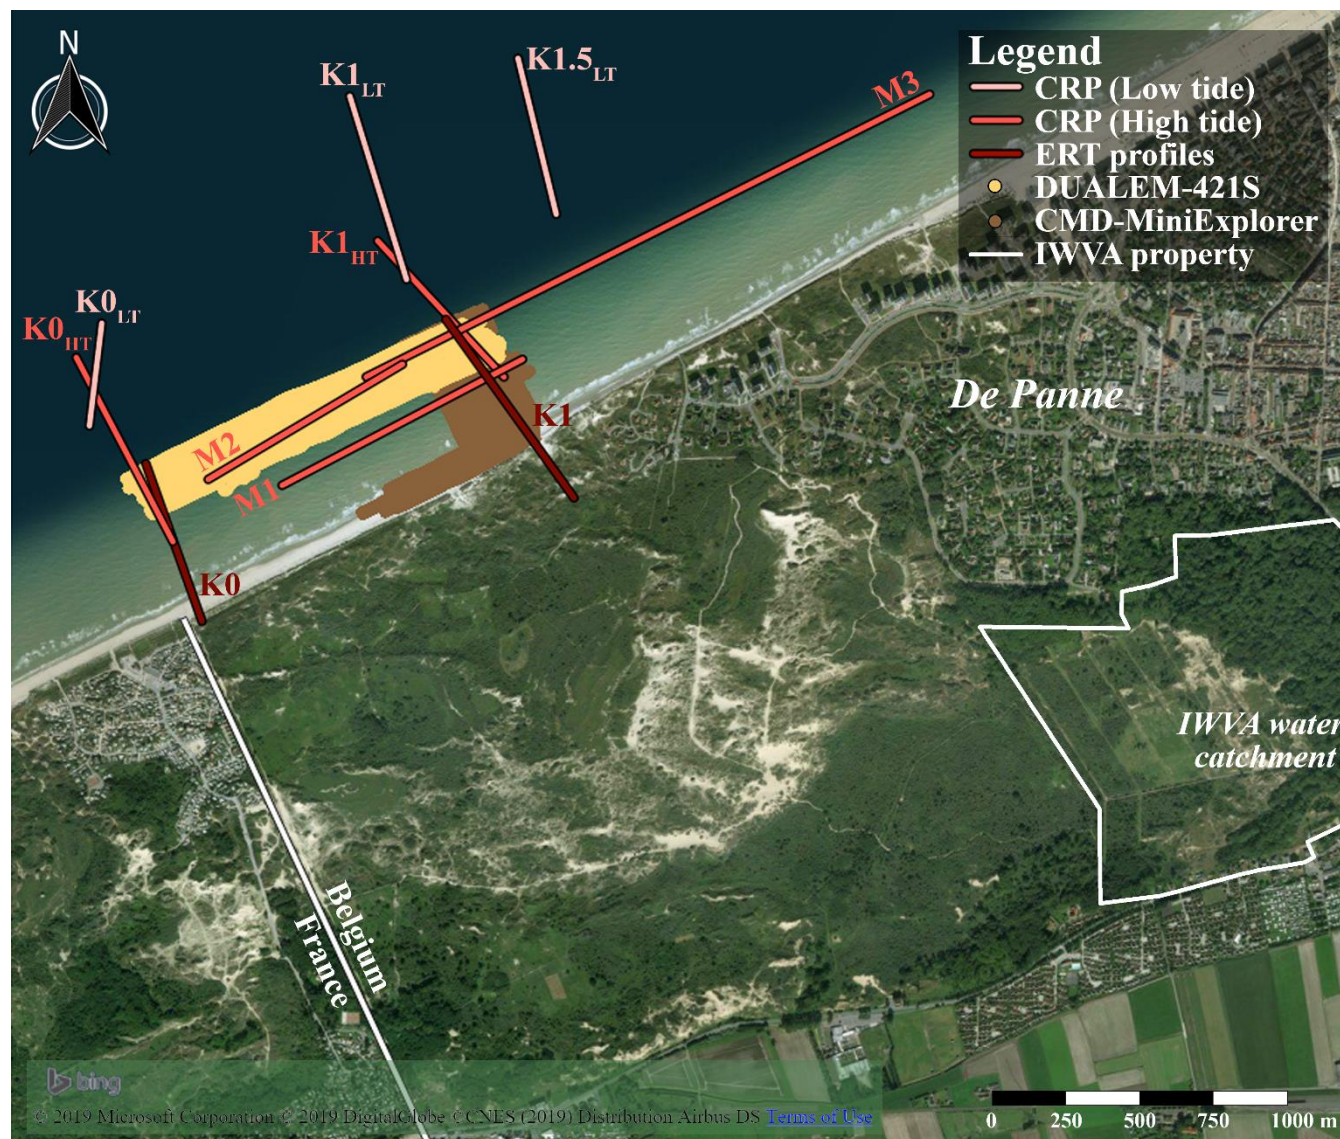 N
K1LT
K1.5LT
M3
Legend
CRP (Low tide)
CRP (High tide)
ERT profiles
DUALEM-421S
CMD-MiniExplorer
IWVA property
K1HT
K0LT
K0HT
De Panne
K1
M2
M1
K0
IWVA water
catchment
Belgium
France
bing
© 2019 Microsoft Corporation © 2019 DigitalGlobe ©CNES (2019) Distribution Airbus DS Terms of Use
0 250 500 750 1000 m